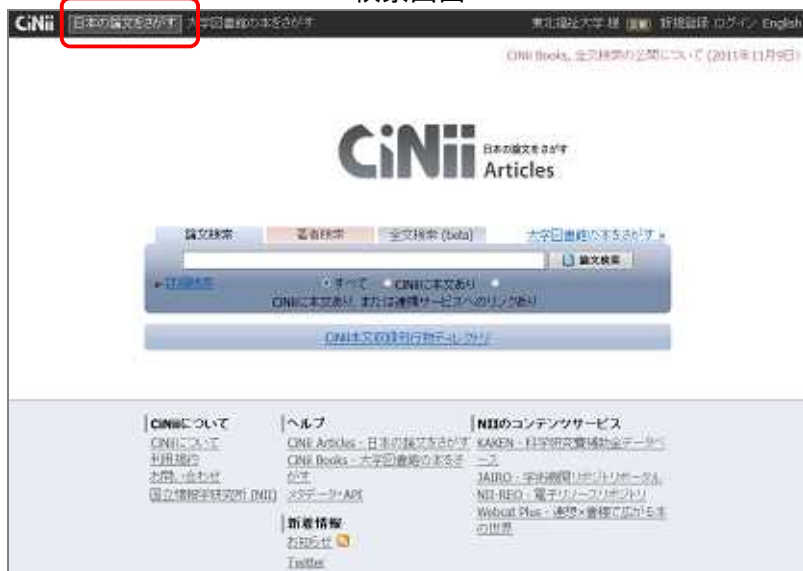 検索画面
CiNii 日本の論文をさがす 大学図書館の本をさがす 東北福祉大学 様 新規登録 ログイン English
CiNii Books, 全文検索の公開について (2011年11月9日)
CiNii 日本の論文をさがす
Articles
論文検索 著者検索 全文検索 (beta) 大学図書館の本をさがす »
論文検索
詳細検索 すべて CiNiiに本文あり
CiNiiに本文あり、または連携サービスへのリンクあり
CiNii本文収録刊行物ディレクトリ
CiNiiについて ヘルプ NIIのコンテンツサービス
CiNiiについて CiNii Articles - 日本の論文をさがす KAKEN - 科学研究費補助金データベ
利用規約 CiNii Books - 大学図書館の本をさ ース
お問い合わせ がす JAIRO - 学術機関リポジトリポータル
国立情報学研究所 (NII) メタデータ・API NII-REO - 電子リソースリポジトリ
Webcat Plus - 連想×書棚で広がる本
新着情報 の世界
お知らせ
Twitter